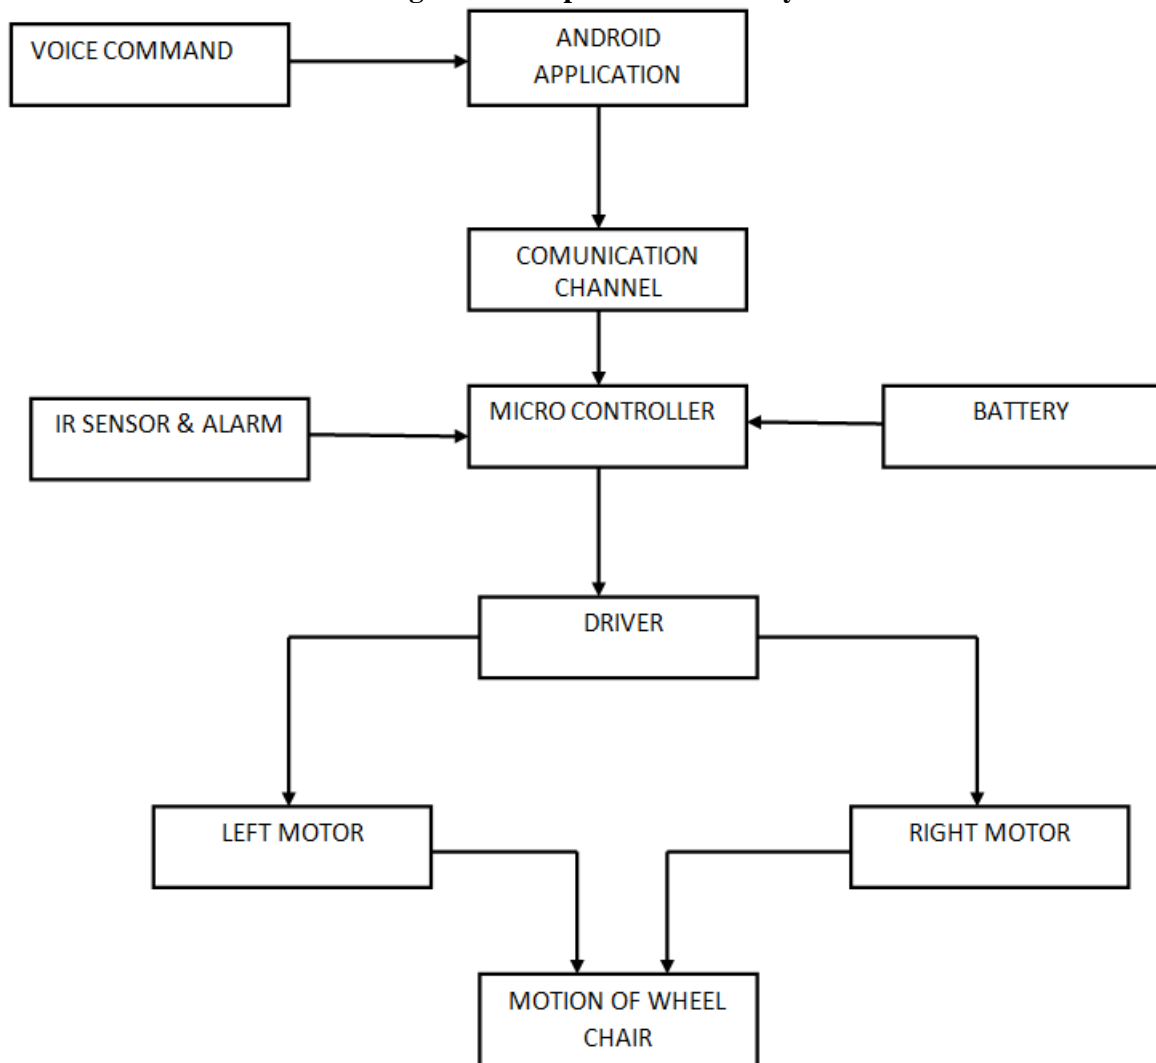 VOICE COMMAND
ANDROID
APPLICATION
COMUNICATION
CHANNEL
IR SENSOR & ALARM
MICRO CONTROLLER
BATTERY
DRIVER
LEFT MOTOR
RIGHT MOTOR
MOTION OF WHEEL
CHAIR